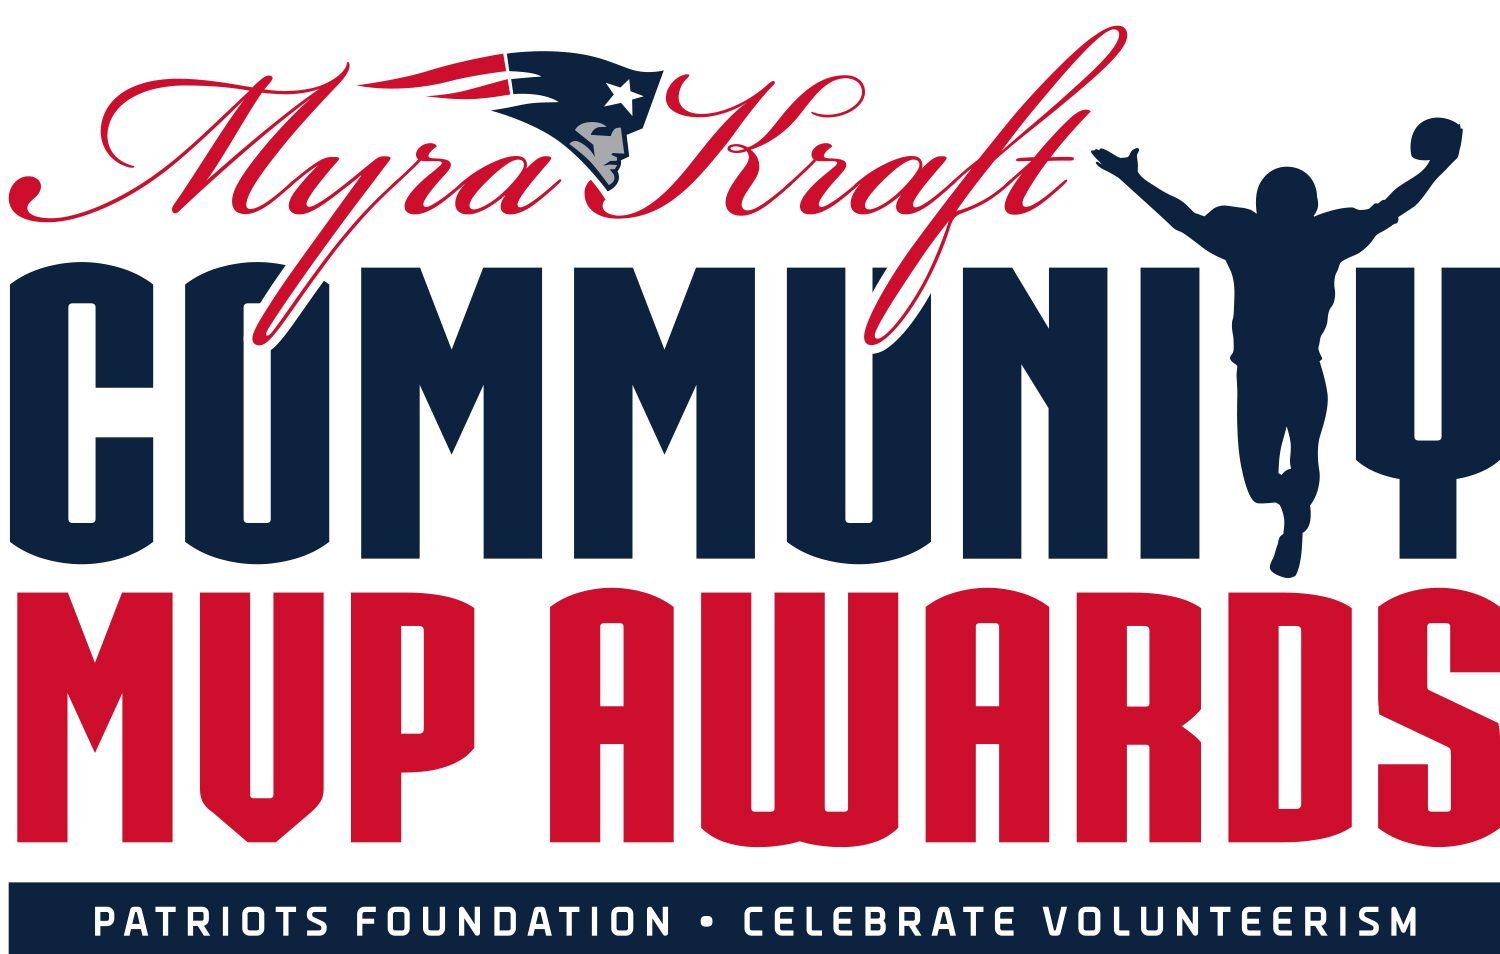 Myra Kraft
COMMUNITY
MVP AWARDS
PATRIOTS FOUNDATION • CELEBRATE VOLUNTEERISM